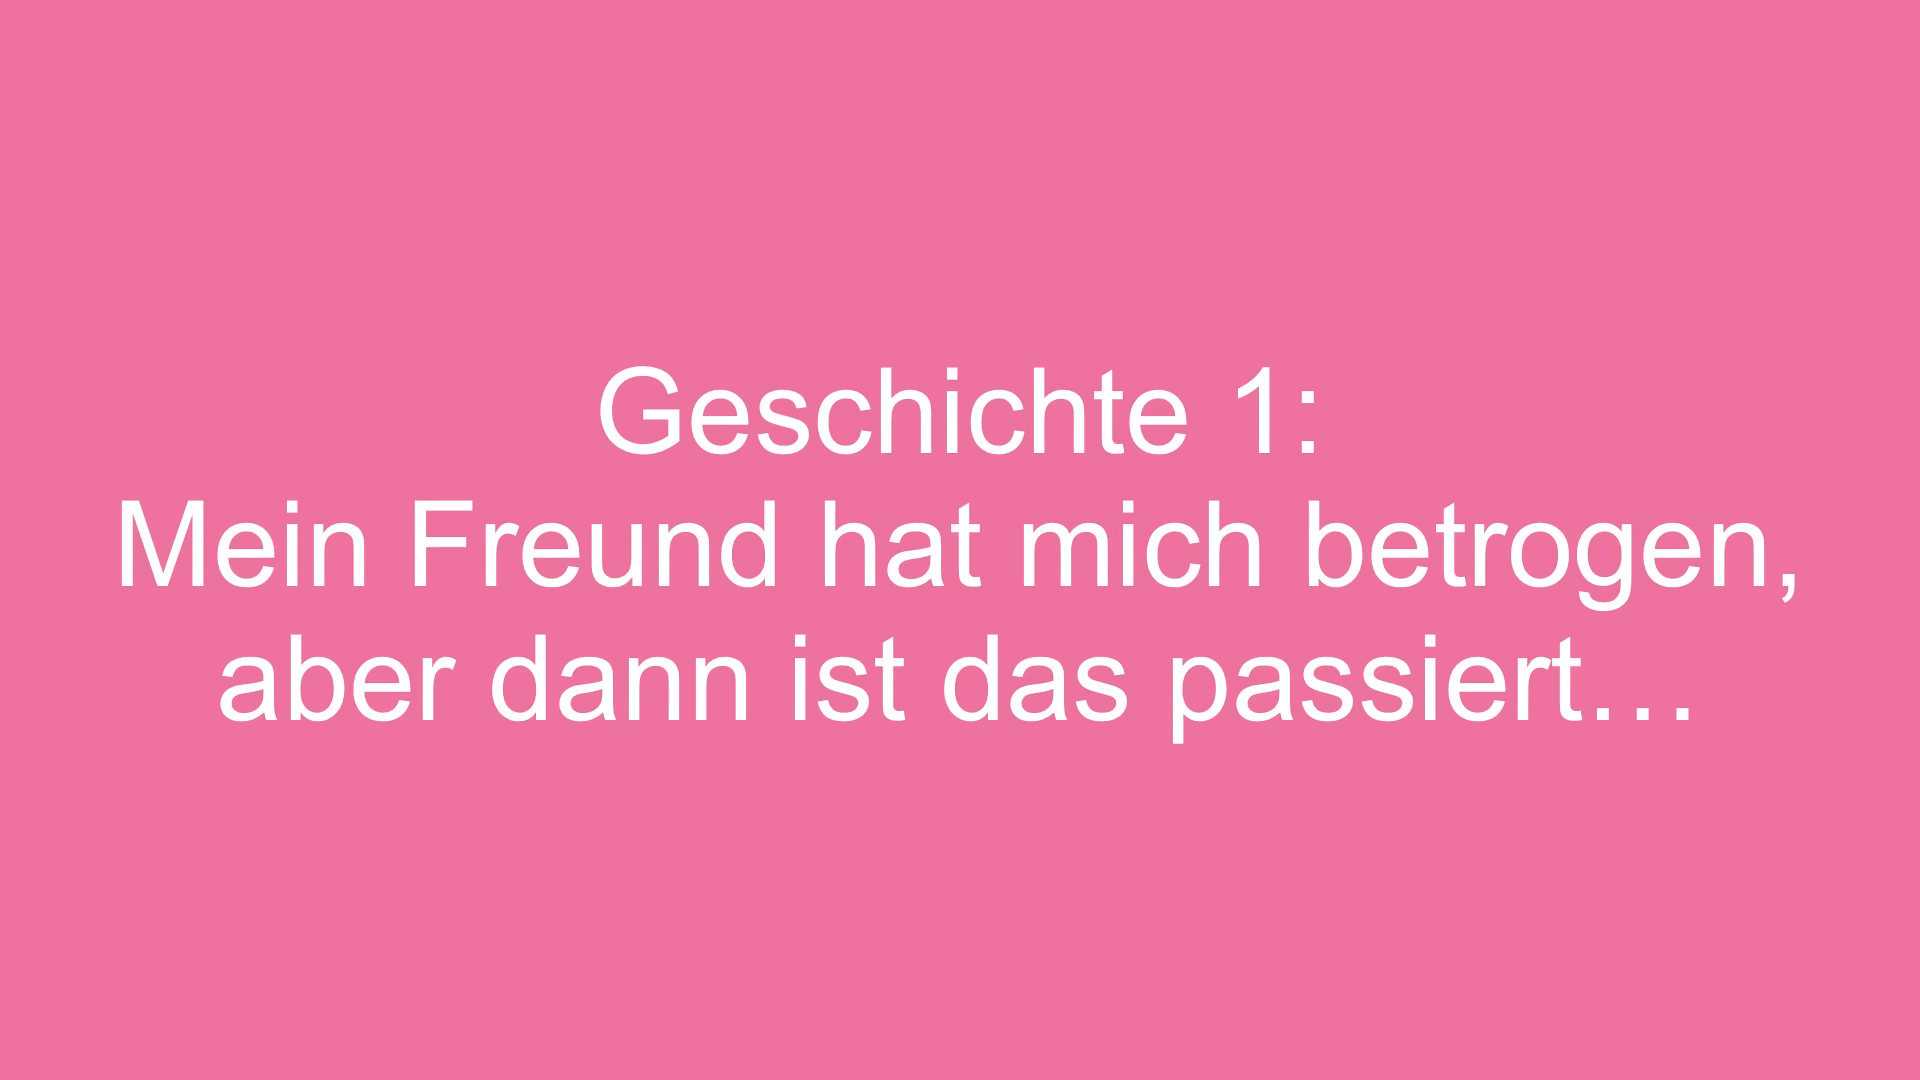 Geschichte 1:
Mein Freund hat mich betrogen,
aber dann ist das passiert…